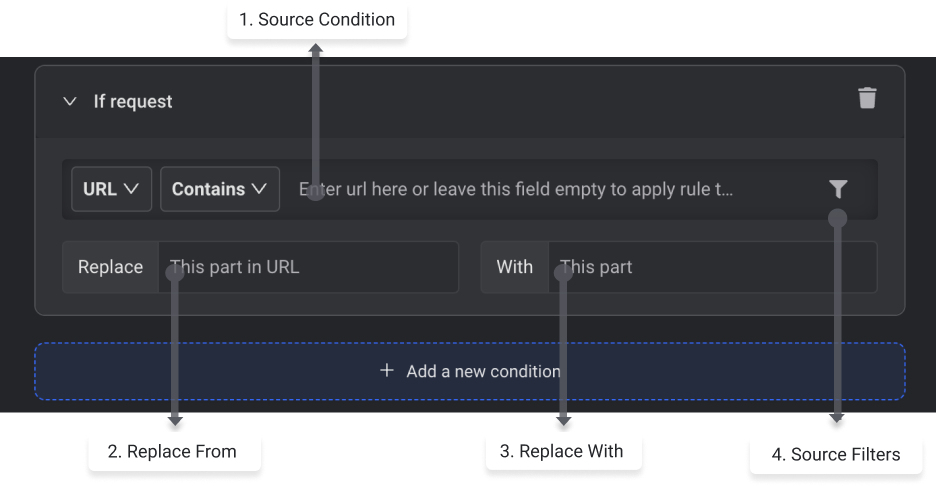 1. Source Condition
If request
URL Contains Enter url here or leave this field empty to apply rule t...
Replace This part in URL With This part
+ Add a new condition
2. Replace From 3. Replace With 4. Source Filters